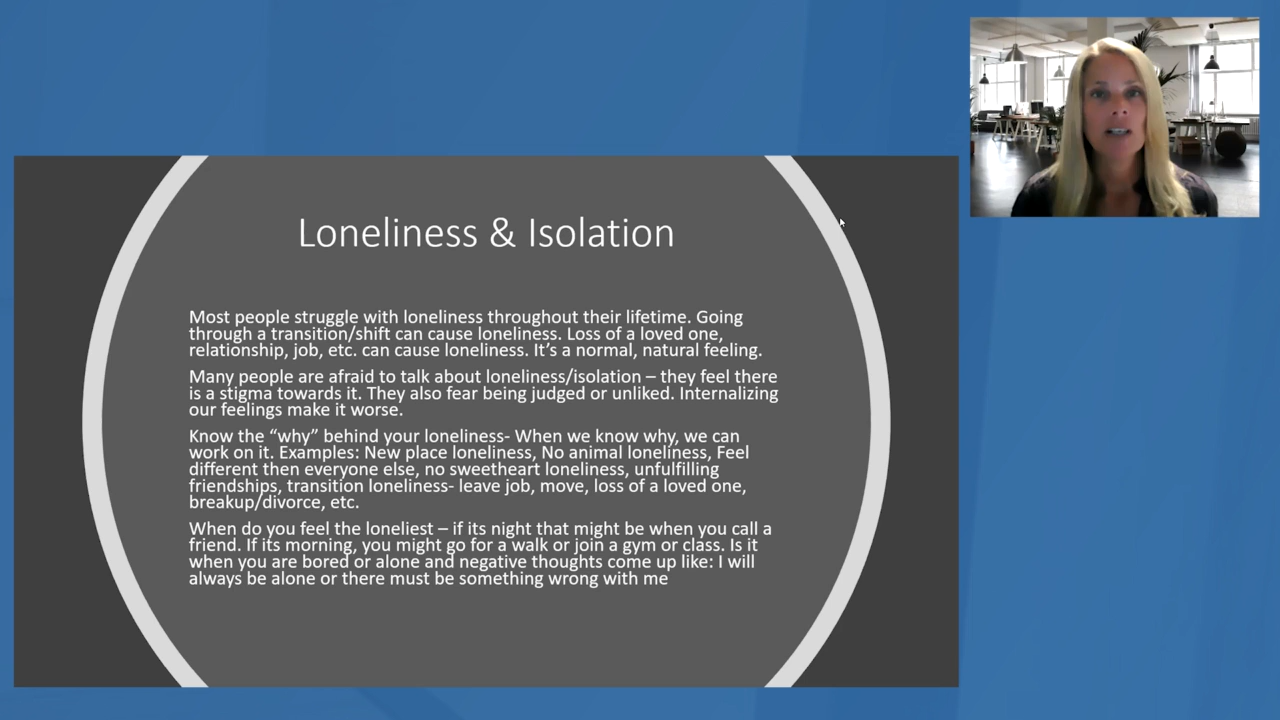 Loneliness & Isolation
Most people struggle with loneliness throughout their lifetime. Going
through a transition/shift can cause loneliness. Loss of a loved one,
relationship, job, etc. can cause loneliness. It’s a normal, natural feeling.
Many people are afraid to talk about loneliness/isolation – they feel there
is a stigma towards it. They also fear being judged or unliked. Internalizing
our feelings make it worse.
Know the “why” behind your loneliness- When we know why, we can
work on it. Examples: New place loneliness, No animal loneliness, Feel
different then everyone else, no sweetheart loneliness, unfulfilling
friendships, transition loneliness- leave job, move, loss of a loved one,
breakup/divorce, etc.
When do you feel the loneliest – if its night that might be when you call a
friend. If its morning, you might go for a walk or join a gym or class. Is it
when you are bored or alone and negative thoughts come up like: I will
always be alone or there must be something wrong with me